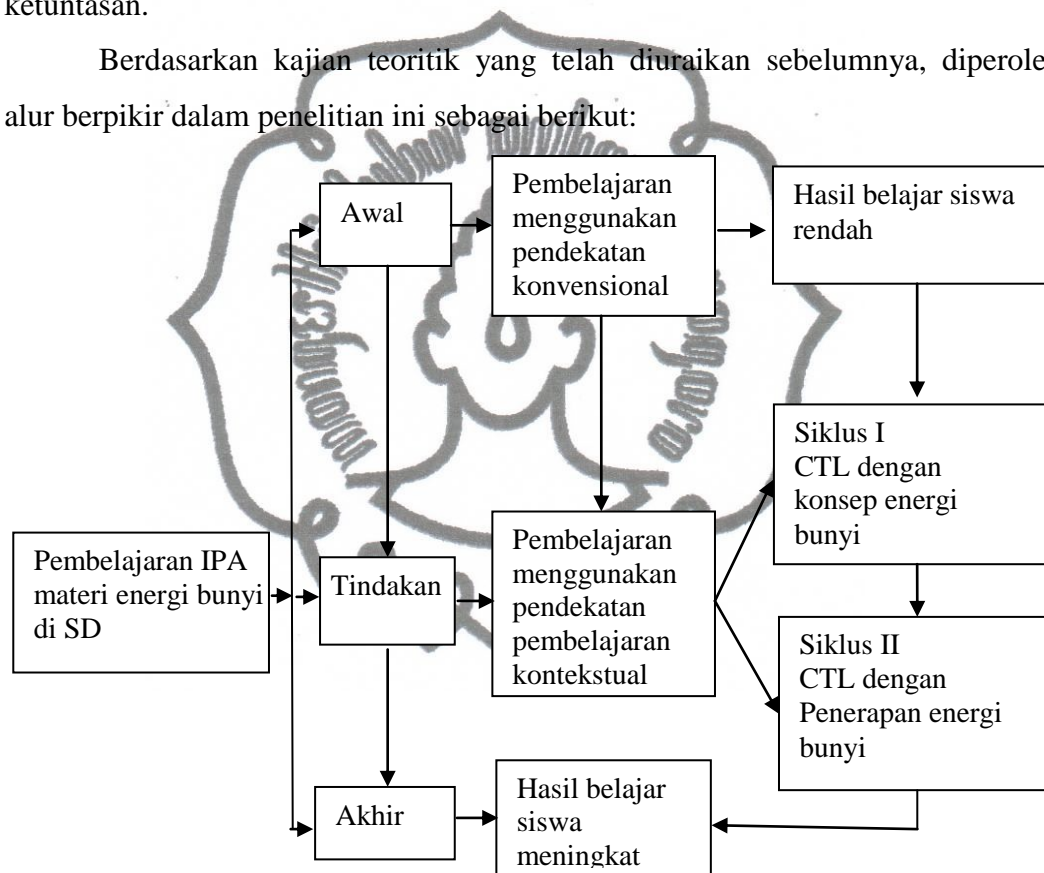 ketuntasan.
Berdasarkan kajian teoritik yang telah diuraikan sebelumnya, diperole
alur berpikir dalam penelitian ini sebagai berikut:
Awal
Pembelajaran
menggunakan
pendekatan
konvensional
Hasil belajar siswa
rendah
Pembelajaran IPA
materi energi bunyi
di SD
Tindakan
Pembelajaran
menggunakan
pendekatan
pembelajaran
kontekstual
Siklus I
CTL dengan
konsep energi
bunyi
Siklus II
CTL dengan
Penerapan energi
bunyi
Akhir
Hasil belajar
siswa
meningkat